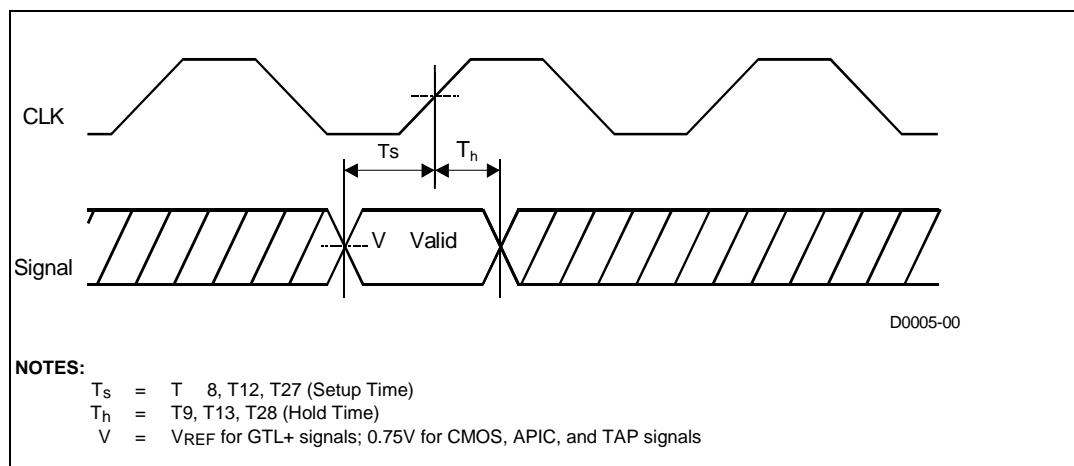 CLK
Ts Th
V Valid
Signal
D0005-00
NOTES:
Ts = T 8, T12, T27 (Setup Time)
Th = T9, T13, T28 (Hold Time)
V = VREF for GTL+ signals; 0.75V for CMOS, APIC, and TAP signals